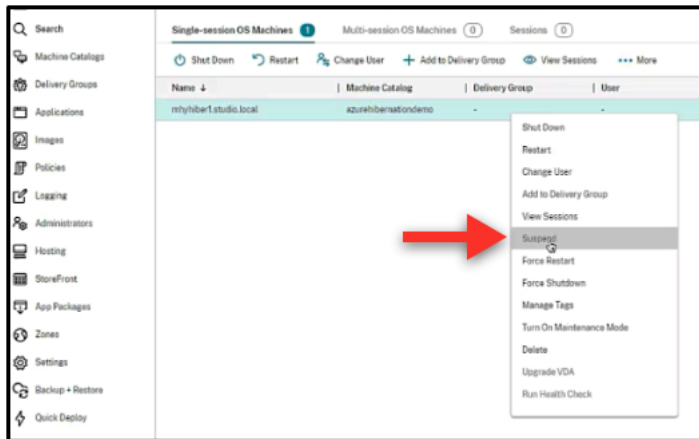 Search
Machine Catalogs
Delivery Groups
Applications
Images
Policies
Logging
Administrators
Hosting
StoreFront
App Packages
Zones
Settings
Backup + Restore
Quick Deploy
Single-session OS Machines 1 Multi-session OS Machines (0) Sessions (0)
Shut Down Restart Change User + Add to Delivery Group View Sessions ••• More
Name ↓ Machine Catalog Delivery Group User
mhyhiber1.studio.local azurehibernationdemo - -
Shut Down
Restart
Change User
Add to Delivery Group
View Sessions
Suspend
Force Restart
Force Shutdown
Manage Tags
Turn On Maintenance Mode
Delete
Upgrade VDA
Run Health Check